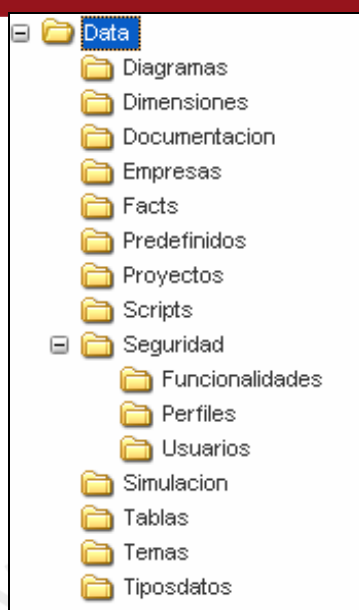 Data
Diagramas
Dimensiones
Documentacion
Empresas
Facts
Predefinidos
Proyectos
Scripts
Seguridad
Funcionalidades
Perfiles
Usuarios
Simulacion
Tablas
Temas
Tiposdatos